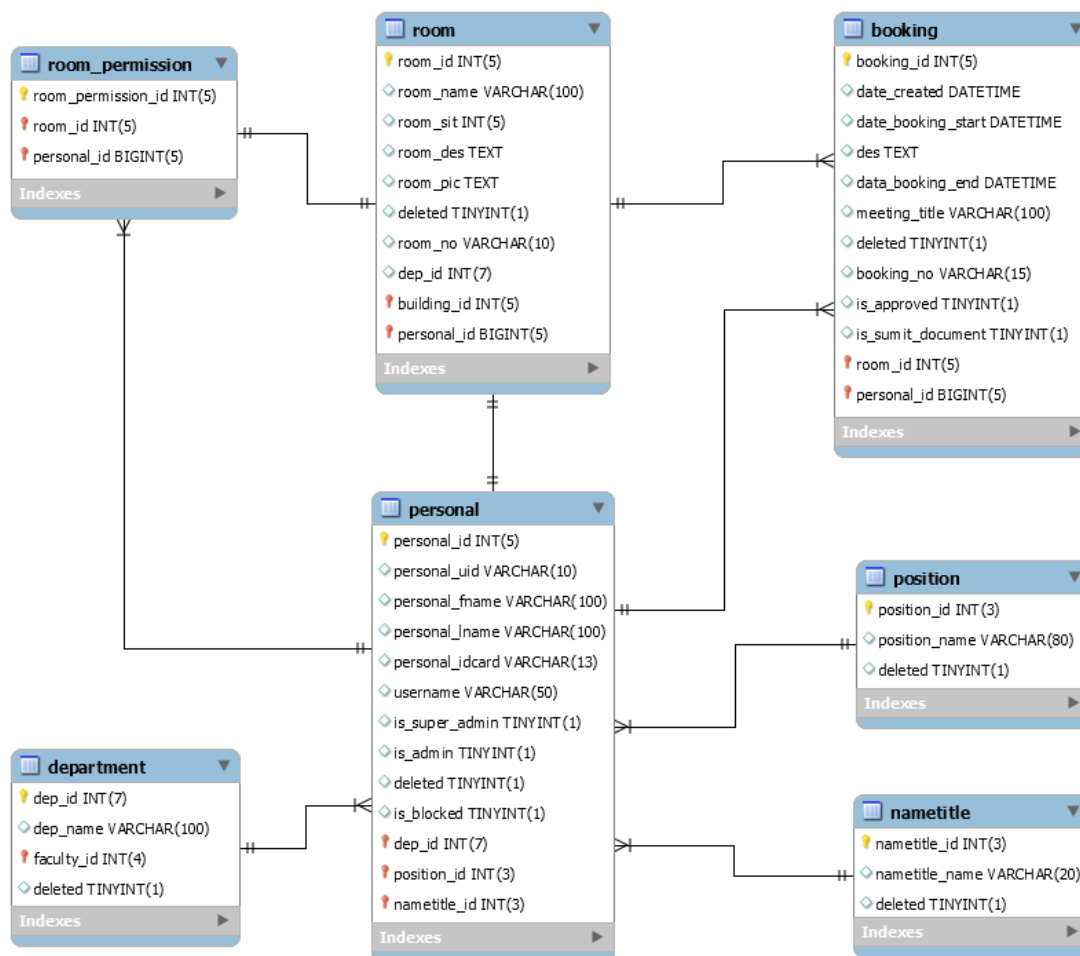 room_permission
room_permission_id INT(5)
room_id INT(5)
personal_id BIGINT(5)
Indexes
room
room_id INT(5)
room_name VARCHAR(100)
room_sit INT(5)
room_des TEXT
room_pic TEXT
deleted TINYINT(1)
room_no VARCHAR(10)
dep_id INT(7)
building_id INT(5)
personal_id BIGINT(5)
Indexes
booking
booking_id INT(5)
date_created DATETIME
date_booking_start DATETIME
des TEXT
data_booking_end DATETIME
meeting_title VARCHAR(100)
deleted TINYINT(1)
booking_no VARCHAR(15)
is_approved TINYINT(1)
is_sumit_document TINYINT(1)
room_id INT(5)
personal_id BIGINT(5)
Indexes
personal
personal_id INT(5)
personal_uid VARCHAR(10)
personal_fname VARCHAR(100)
personal_lname VARCHAR(100)
personal_idcard VARCHAR(13)
username VARCHAR(50)
is_super_admin TINYINT(1)
is_admin TINYINT(1)
deleted TINYINT(1)
is_blocked TINYINT(1)
dep_id INT(7)
position_id INT(3)
nametitle_id INT(3)
Indexes
position
position_id INT(3)
position_name VARCHAR(80)
deleted TINYINT(1)
Indexes
department
dep_id INT(7)
dep_name VARCHAR(100)
faculty_id INT(4)
deleted TINYINT(1)
Indexes
nametitle
nametitle_id INT(3)
nametitle_name VARCHAR(20)
deleted TINYINT(1)
Indexes